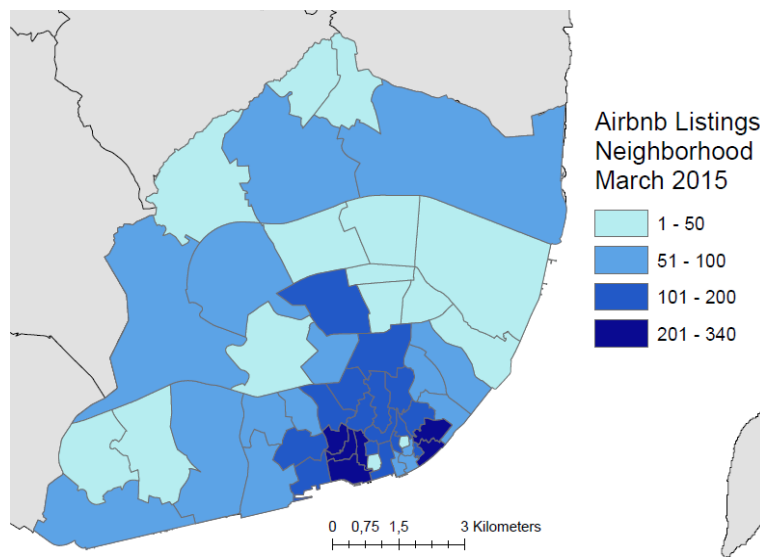 Airbnb Listings
Neighborhood
March 2015
1 - 50
51 - 100
101 - 200
201 - 340
0 0,75 1,5 3 Kilometers